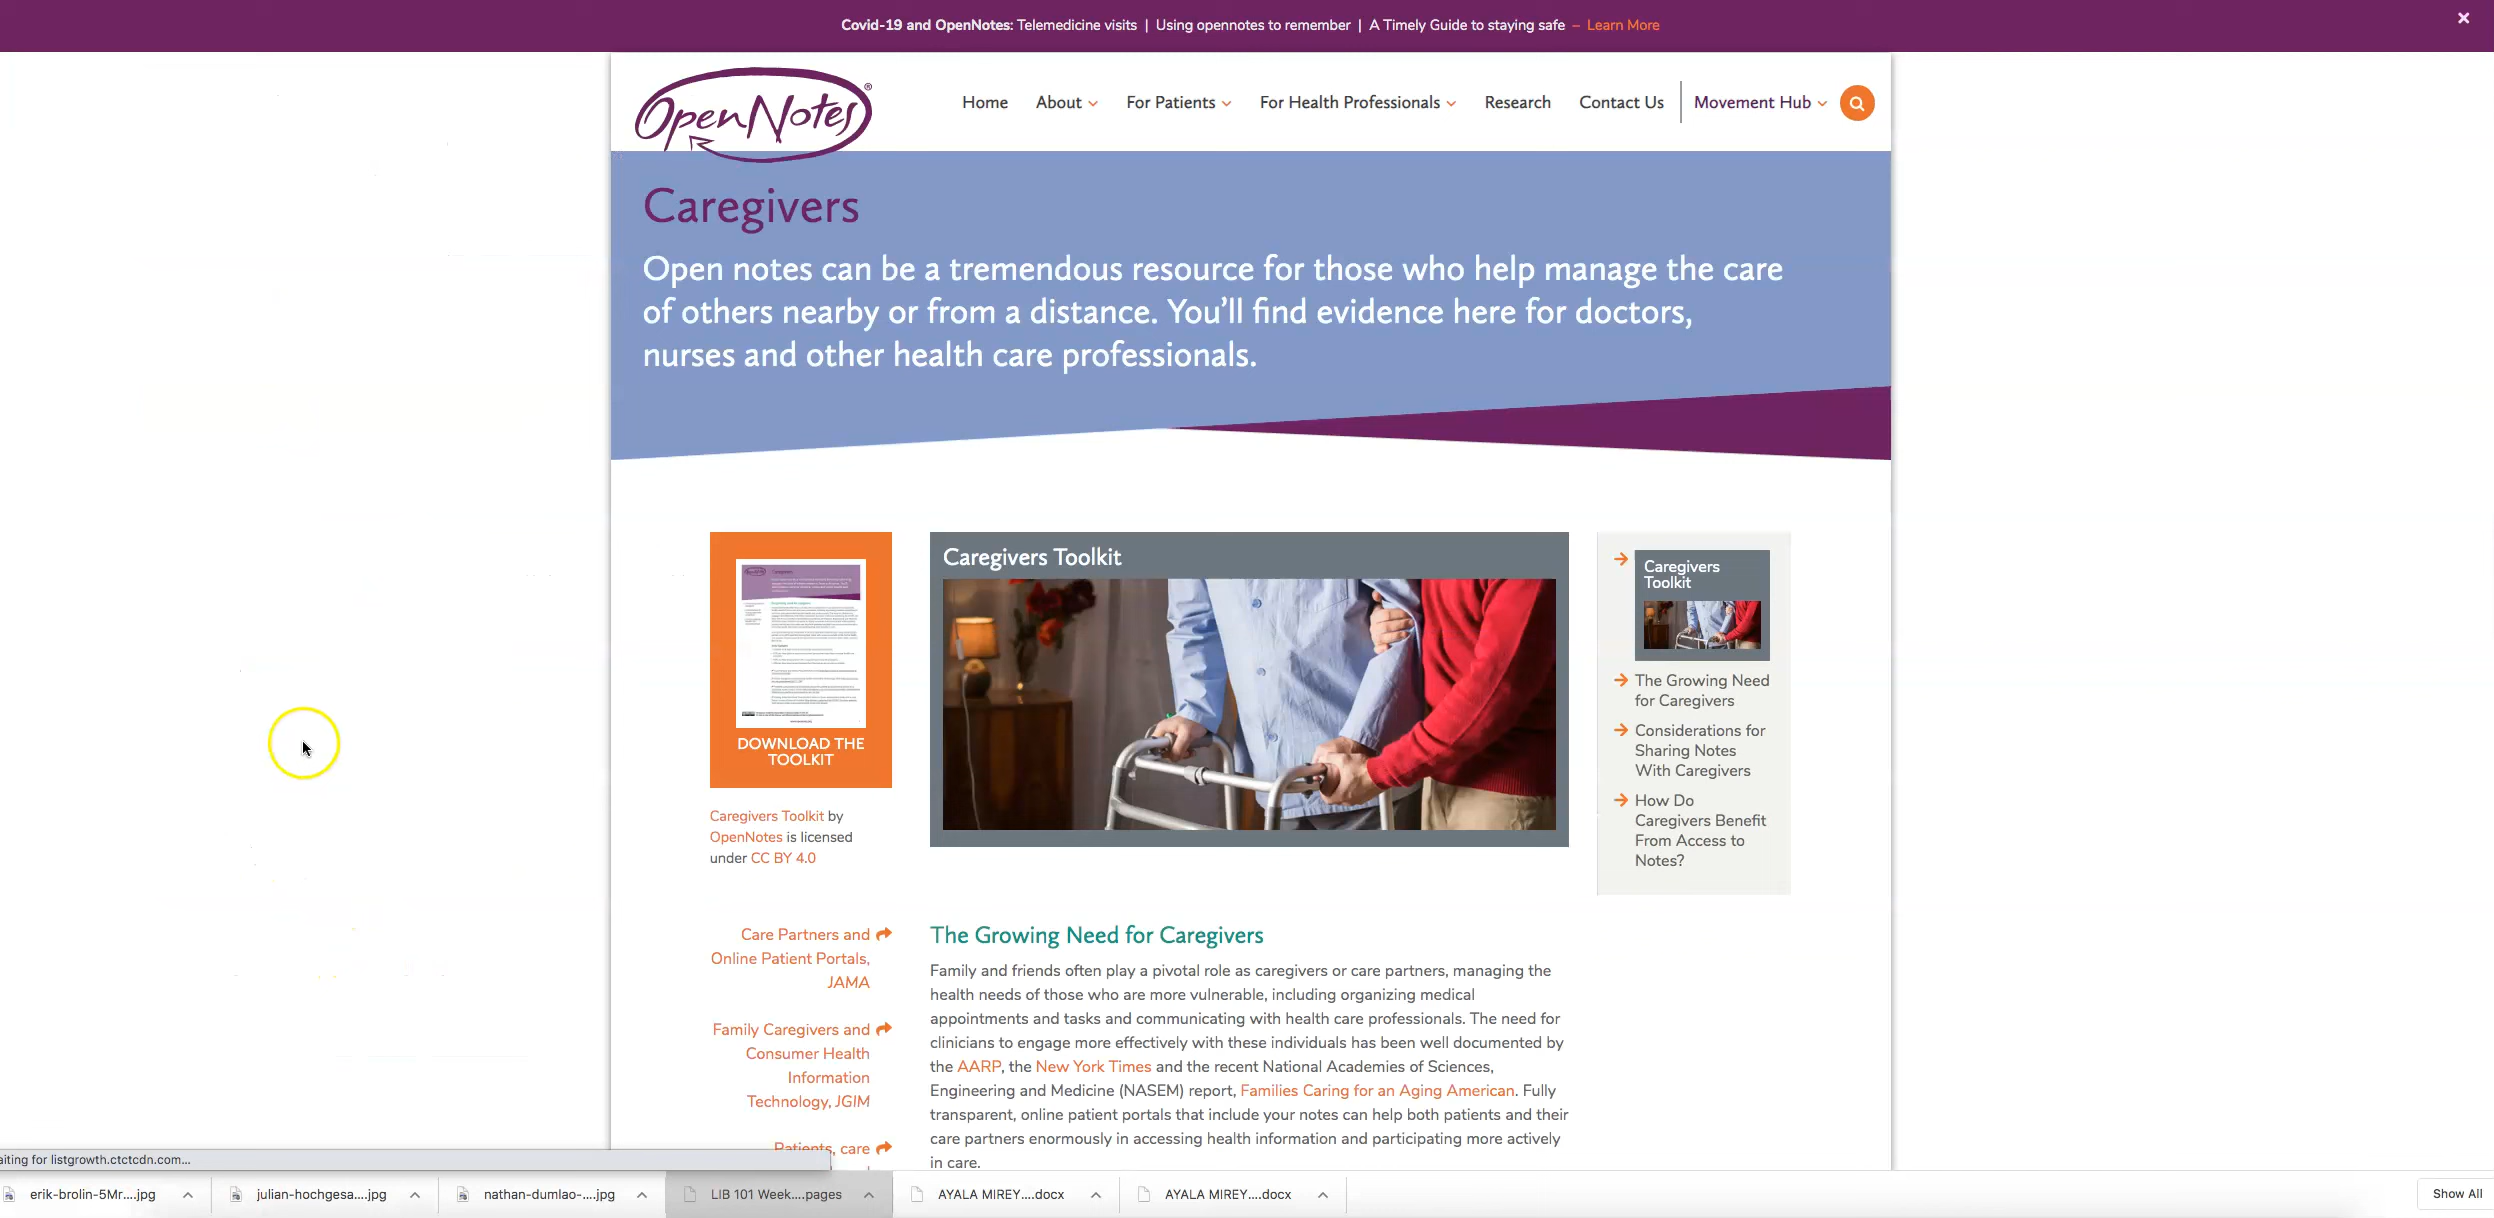 Covid-19 and OpenNotes: Telemedicine visits | Using opennotes to remember | A Timely Guide to staying safe – Learn More
OpenNotes®
Home
About
For Patients
For Health Professionals
Research
Contact Us
Movement Hub
Caregivers
Open notes can be a tremendous resource for those who help manage the care
of others nearby or from a distance. You’ll find evidence here for doctors,
nurses and other health care professionals.
DOWNLOAD THE
TOOLKIT
Caregivers Toolkit by
OpenNotes is licensed
under CC BY 4.0
Caregivers Toolkit
Caregivers
Toolkit
The Growing Need
for Caregivers
Considerations for
Sharing Notes
With Caregivers
How Do
Caregivers Benefit
From Access to
Notes?
Care Partners and
Online Patient Portals,
JAMA
Family Caregivers and
Consumer Health
Information
Technology, JGIM
Patients, care
The Growing Need for Caregivers
Family and friends often play a pivotal role as caregivers or care partners, managing the
health needs of those who are more vulnerable, including organizing medical
appointments and tasks and communicating with health care professionals. The need for
clinicians to engage more effectively with these individuals has been well documented by
the AARP, the New York Times and the recent National Academies of Sciences,
Engineering and Medicine (NASEM) report, Families Caring for an Aging American. Fully
transparent, online patient portals that include your notes can help both patients and their
care partners enormously in accessing health information and participating more actively
in care.
aiting for listgrowth.ctctcdn.com...
erik-brolin-5Mr....jpg
julian-hochgesa....jpg
nathan-dumlao-....jpg
LIB 101 Week....pages
AYALA MIREY....docx
AYALA MIREY....docx
Show All